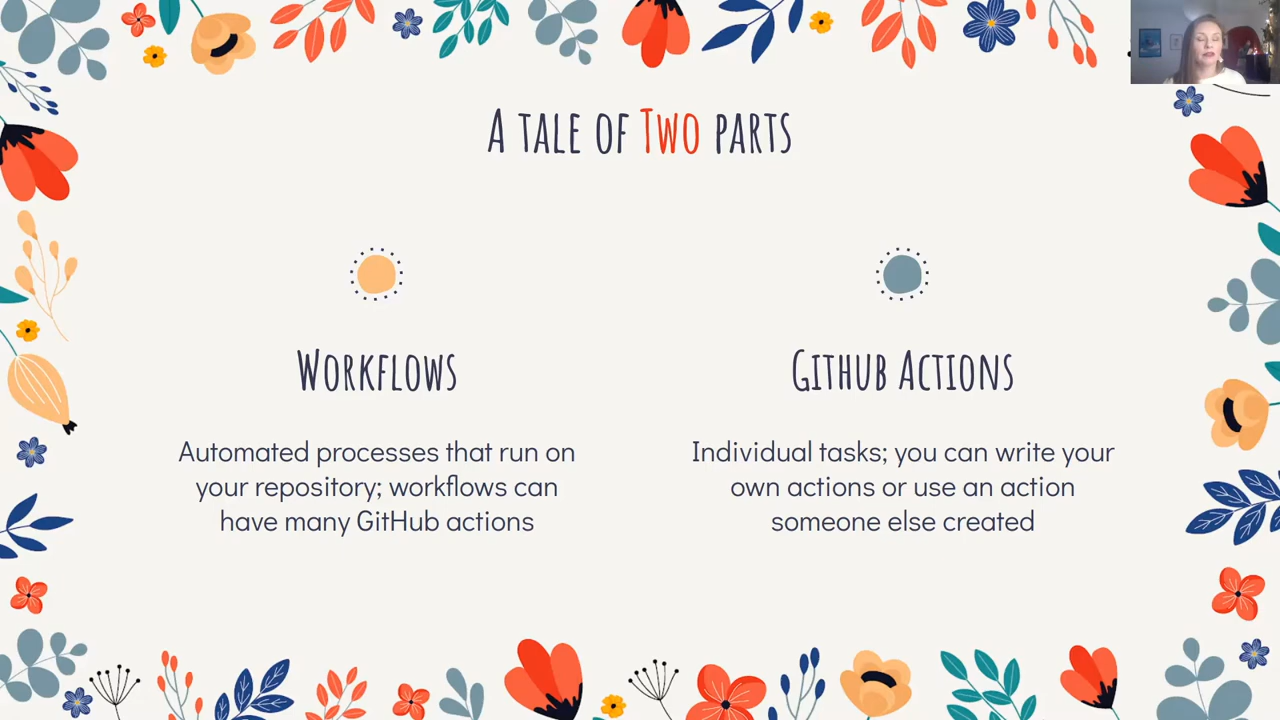 A tale of Two parts
Workflows
Automated processes that run on
your repository; workflows can
have many GitHub actions
Github Actions
Individual tasks; you can write your
own actions or use an action
someone else created